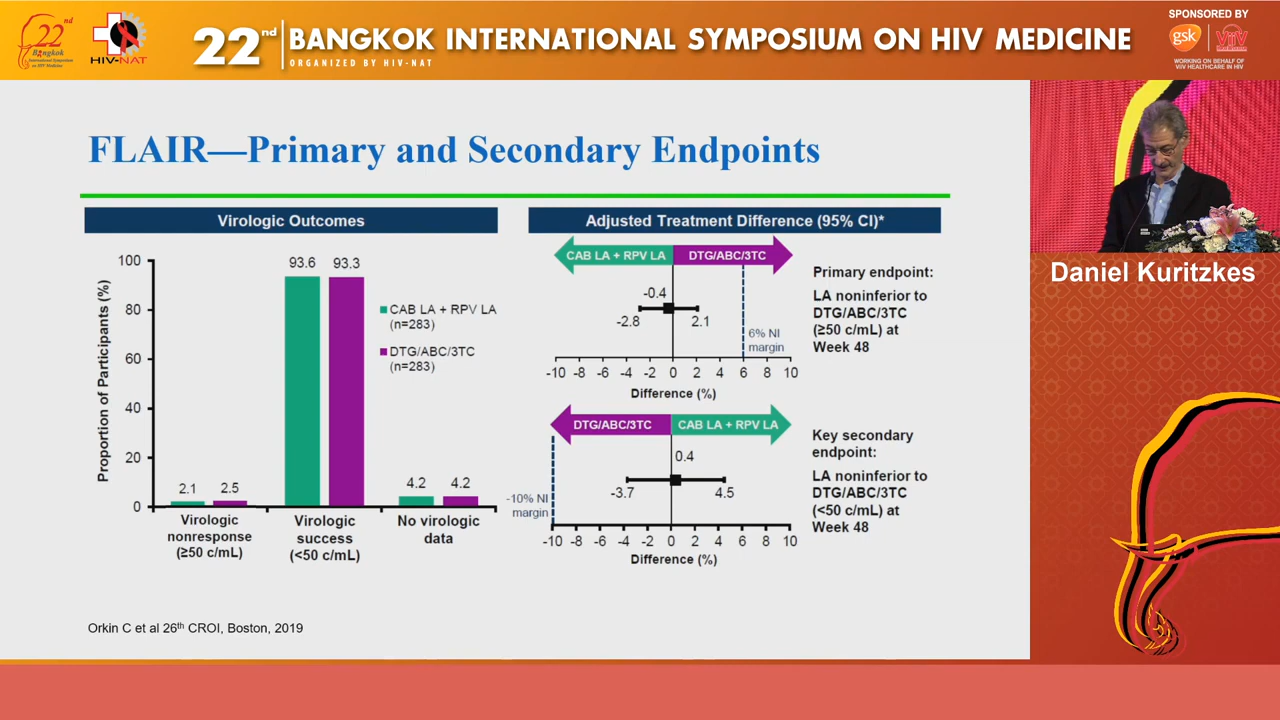 22nd
Bangkok
International Symposium
on HIV Medicine
HIV-NAT
22nd BANGKOK INTERNATIONAL SYMPOSIUM ON HIV MEDICINE
ORGANIZED BY HIV-NAT
SPONSORED BY
gsk
ViiV
WORKING ON BEHALF OF
VIIV HEALTHCARE IN HIV
FLAIR—Primary and Secondary Endpoints
Virologic Outcomes
Proportion of Participants (%)
100
80
60
40
20
0
2.1
2.5
93.6
93.3
4.2
4.2
CAB LA + RPV LA
(n=283)
DTG/ABC/3TC
(n=283)
Virologic
nonresponse
(≥50 c/mL)
Virologic
success
(<50 c/mL)
No virologic
data
Adjusted Treatment Difference (95% CI)*
CAB LA + RPV LA
DTG/ABC/3TC
-0.4
-2.8
2.1
6% NI
margin
-10 -8 -6 -4 -2 0 2 4 6 8 10
Difference (%)
Primary endpoint:
LA noninferior to
DTG/ABC/3TC
(≥50 c/mL) at
Week 48
DTG/ABC/3TC
CAB LA + RPV LA
0.4
-3.7
4.5
-10% NI
margin
-10 -8 -6 -4 -2 0 2 4 6 8 10
Difference (%)
Key secondary
endpoint:
LA noninferior to
DTG/ABC/3TC
(<50 c/mL) at
Week 48
Orkin C et al 26th CROI, Boston, 2019
Daniel Kuritzkes